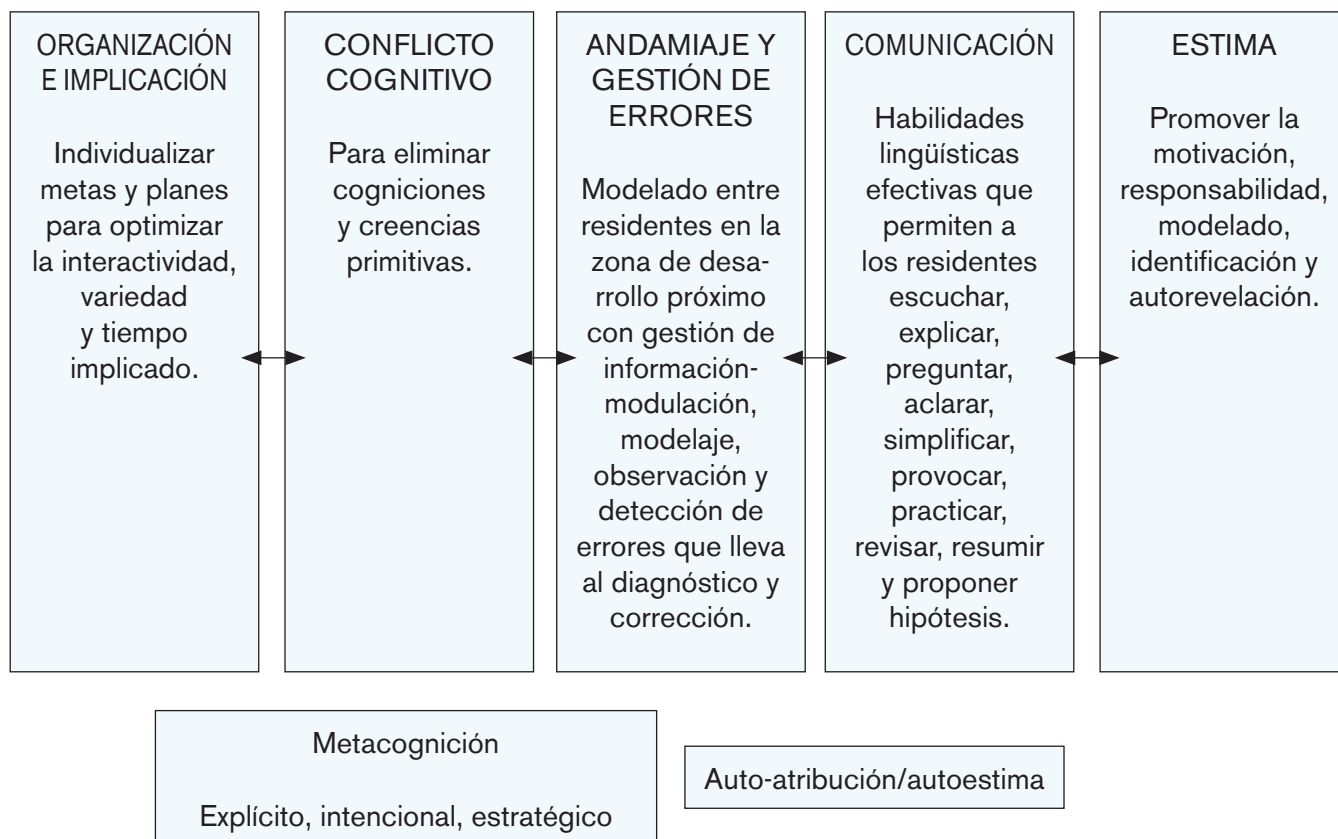 ORGANIZACIÓN
E IMPLICACIÓN
Individualizar
metas y planes
para optimizar
la interactividad,
variedad
y tiempo
implicado.
CONFLICTO
COGNITIVO
Para eliminar
cogniciones
y creencias
primitivas.
ANDAMIAJE Y
GESTIÓN DE
ERRORES
Modelado entre
residentes en la
zona de desa-
rrollo próximo
con gestión de
información-
modulación,
modelaje,
observación y
detección de
errores que lleva
al diagnóstico y
corrección.
COMUNICACIÓN
Habilidades
lingüísticas
efectivas que
permiten a
los residentes
escuchar,
explicar,
preguntar,
aclarar,
simplificar,
provocar,
practicar,
revisar, resumir
y proponer
hipótesis.
ESTIMA
Promover la
motivación,
responsabilidad,
modelado,
identificación y
autorevelación.
Metacognición
Explícito, intencional, estratégico
Auto-atribución/autoestima